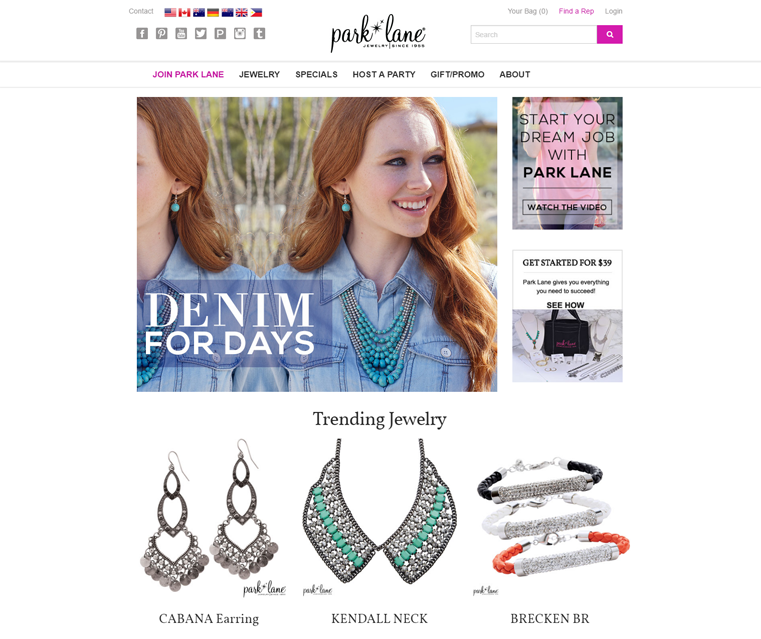 Contact
Your Bag (0) Find a Rep Login
park lane
JEWELRY | SINCE 1955
Search
JOIN PARK LANE JEWELRY SPECIALS HOST A PARTY GIFT/PROMO ABOUT
DENIM
FOR DAYS
START YOUR
DREAM JOB
WITH
PARK LANE
WATCH THE VIDEO
GET STARTED FOR $39
Park Lane gives you everything
you need to succeed!
SEE HOW
park lane
Trending Jewelry
park lane
park lane
park lane
CABANA Earring
KENDALL NECK
BRECKEN BR